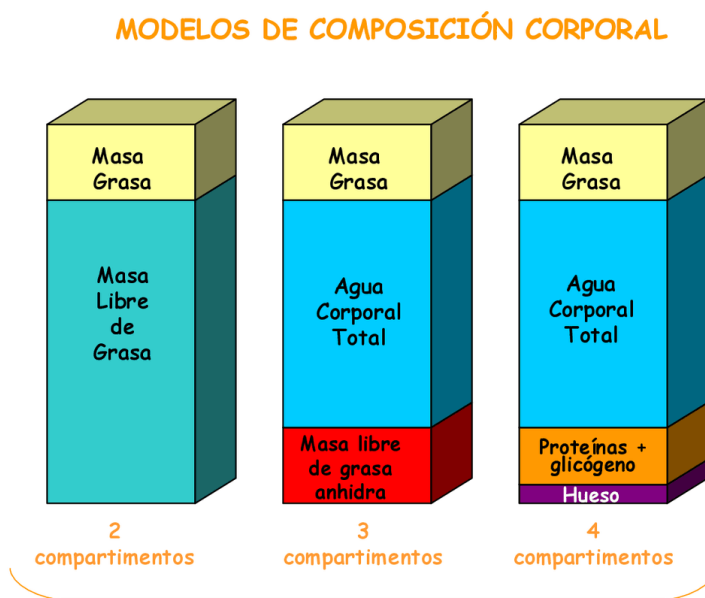 MODELOS DE COMPOSICIÓN CORPORAL
Masa
Grasa
Masa
Libre
de
Grasa
2
compartimentos
Masa
Grasa
Agua
Corporal
Total
Masa libre
de grasa
anhidra
3
compartimentos
Masa
Grasa
Agua
Corporal
Total
Proteínas +
glicógeno
Hueso
4
compartimentos